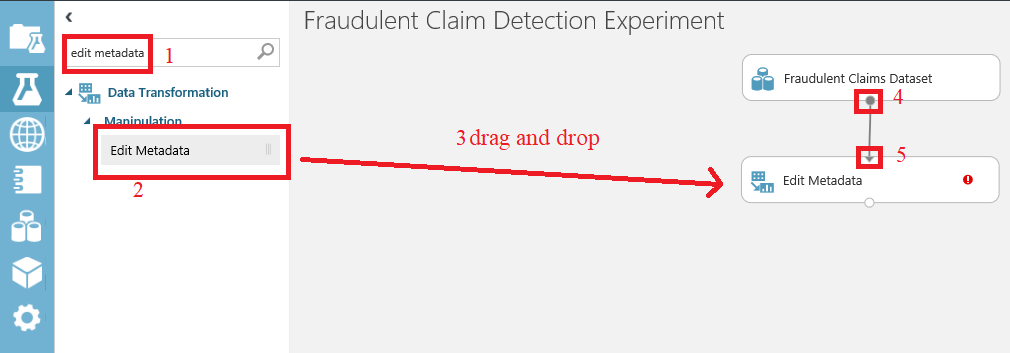 Fraudulent Claim Detection Experiment
edit metadata 1
Data Transformation
Manipulation
Edit Metadata
2
3 drag and drop
Fraudulent Claims Dataset
4
5
Edit Metadata